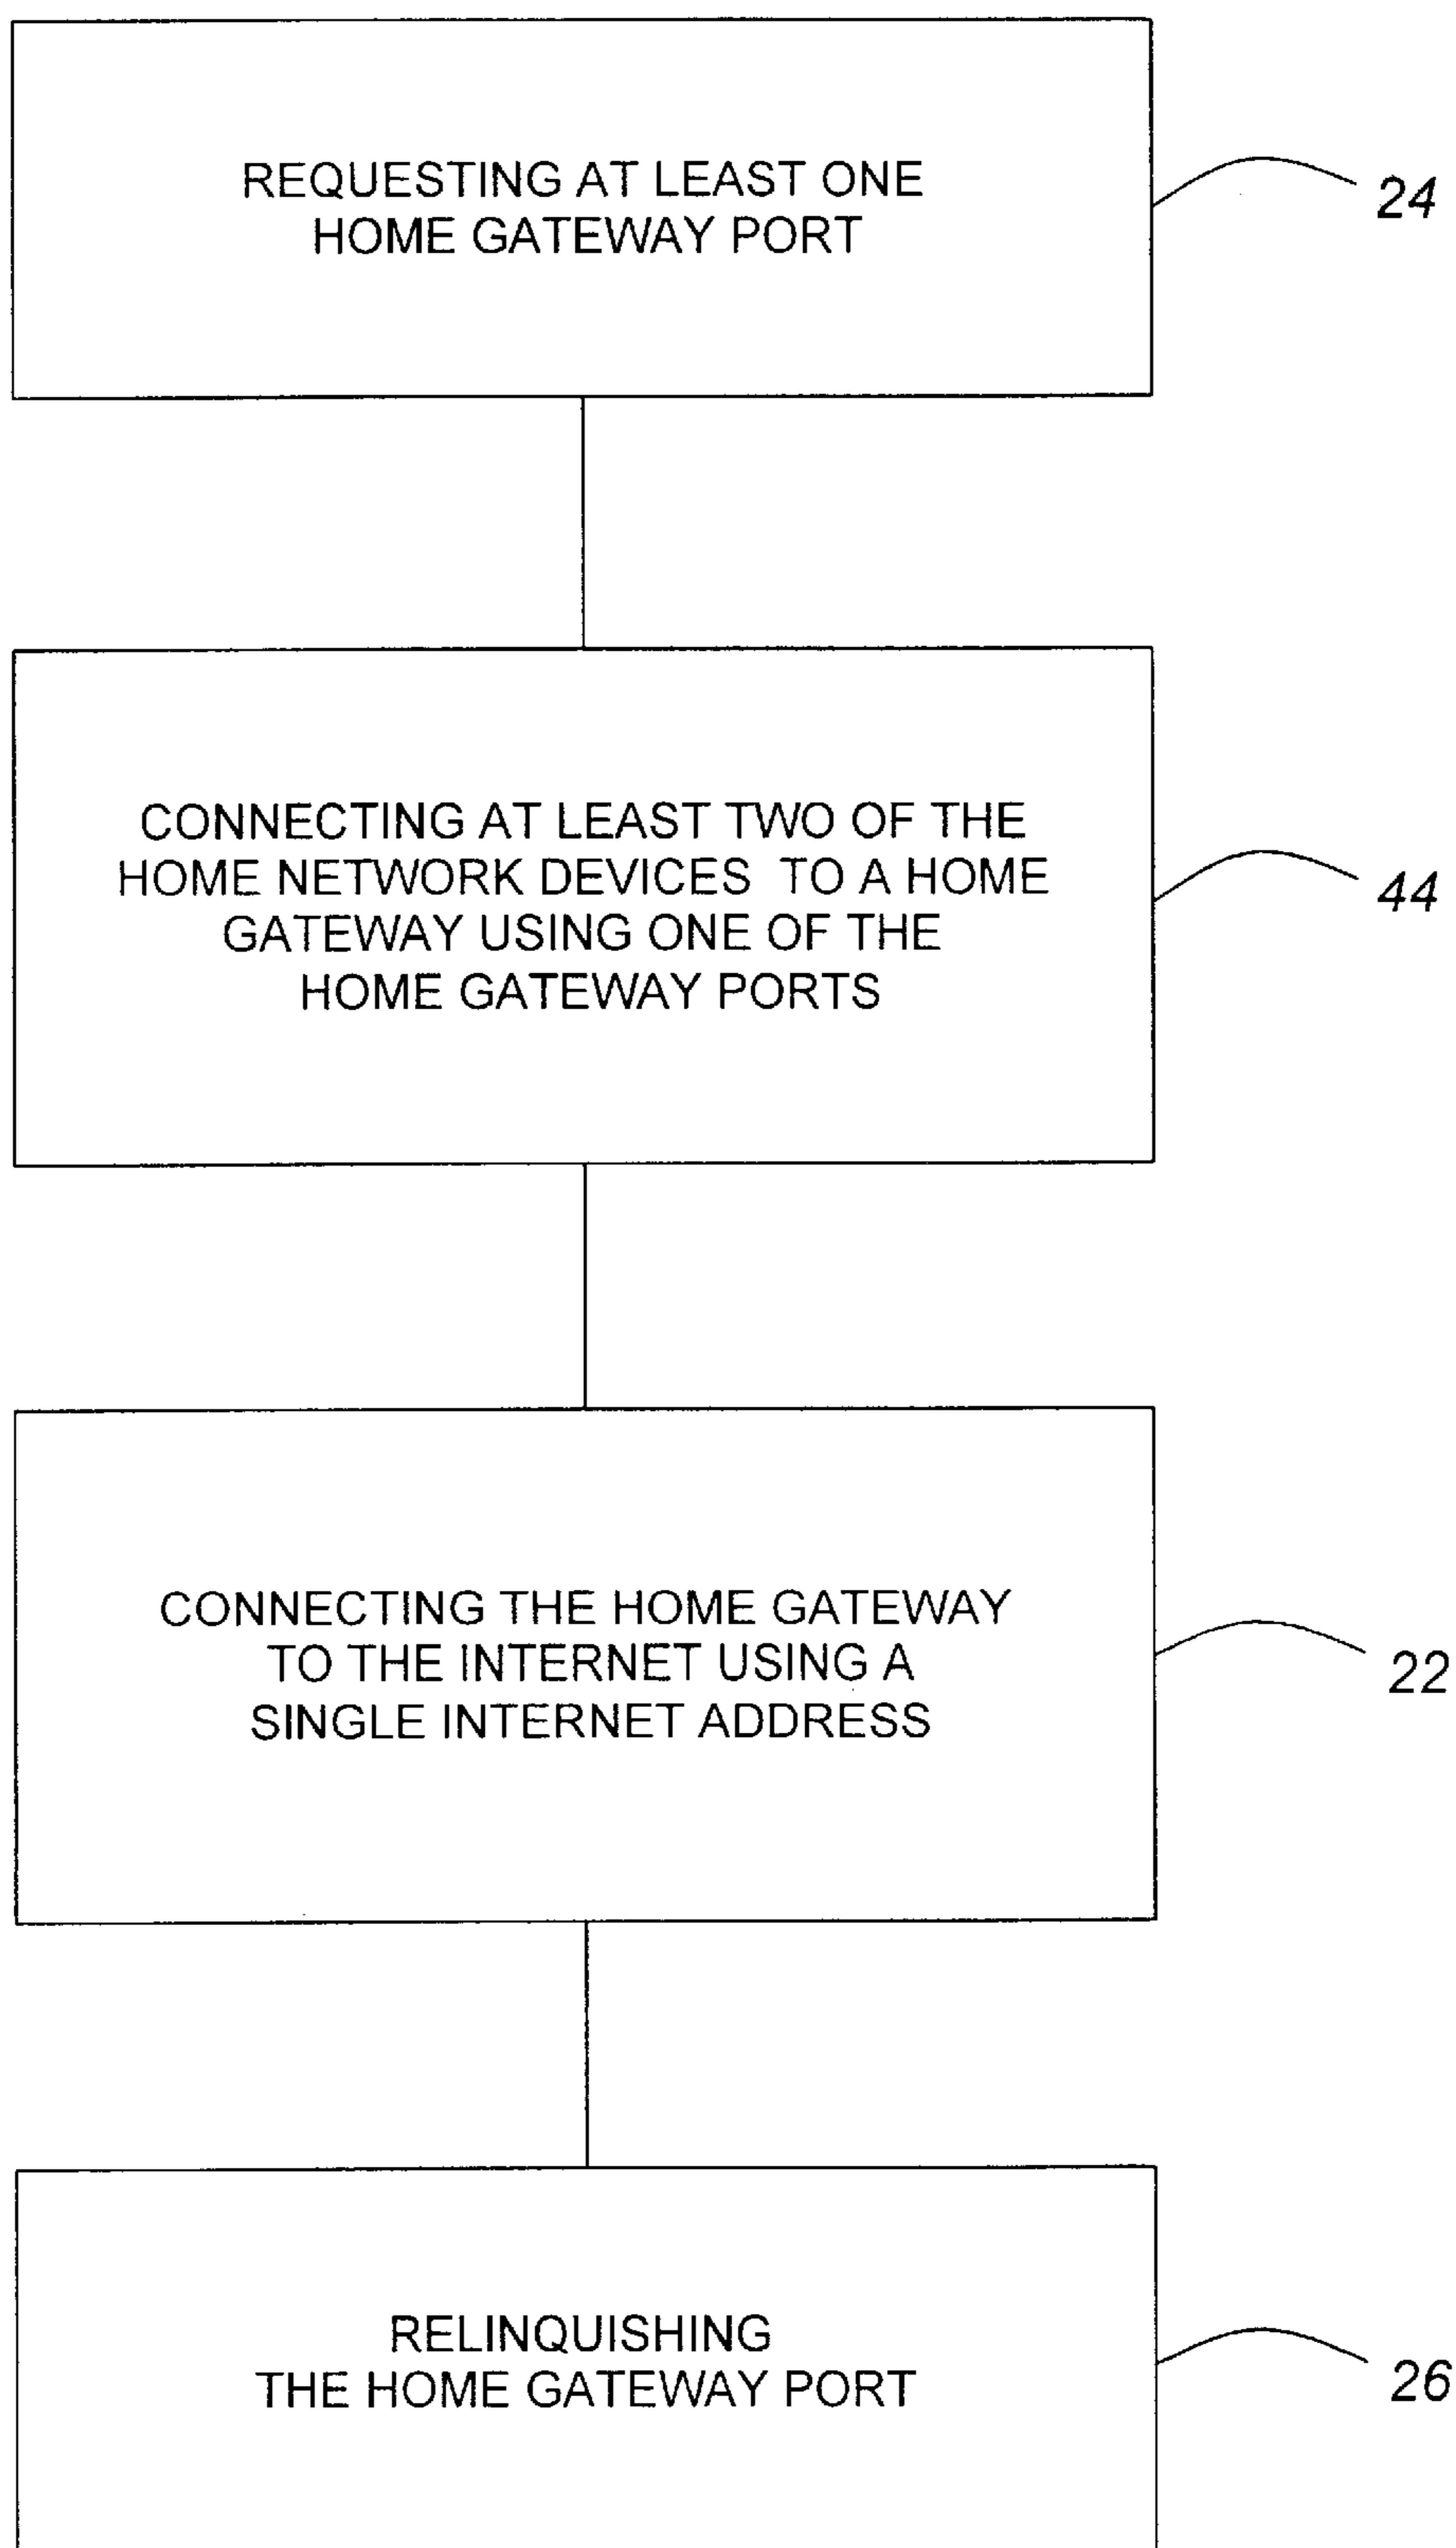 REQUESTING AT LEAST ONE
HOME GATEWAY PORT
24
CONNECTING AT LEAST TWO OF THE
HOME NETWORK DEVICES TO A HOME
GATEWAY USING ONE OF THE
HOME GATEWAY PORTS
44
CONNECTING THE HOME GATEWAY
TO THE INTERNET USING A
SINGLE INTERNET ADDRESS
22
RELINQUISHING
THE HOME GATEWAY PORT
26